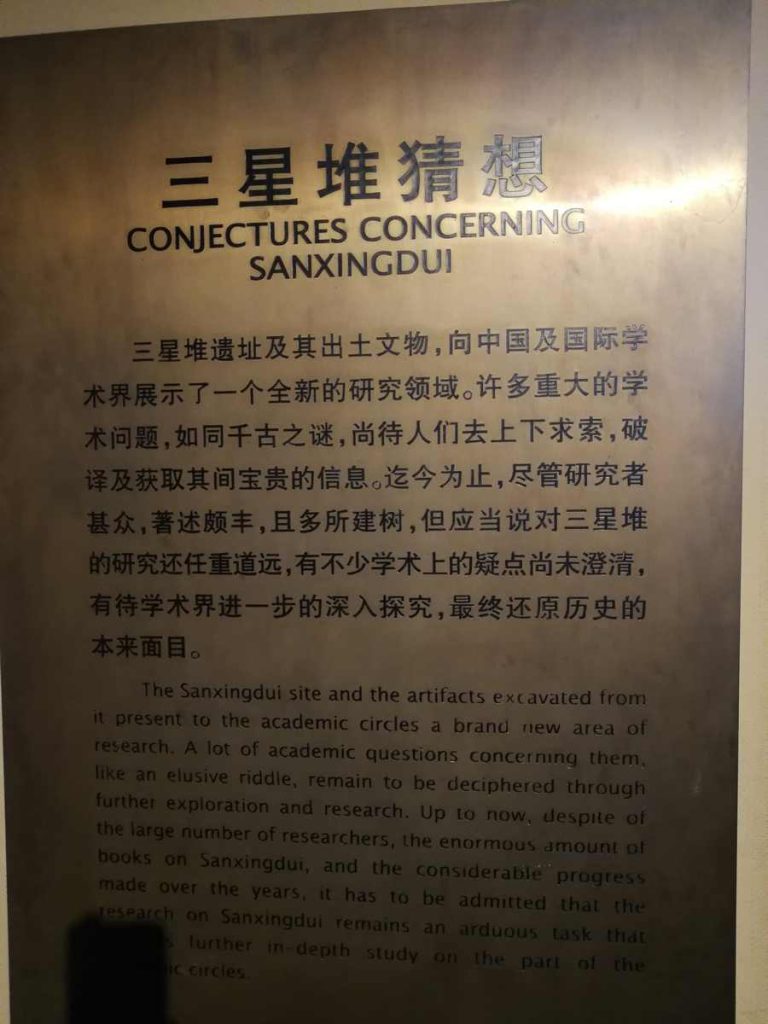 三星堆猜想
CONJECTURES CONCERNING
SANXINGDUI
三星堆遗址及其出土文物，向中国及国际学
术界展示了一个全新的研究领域。许多重大的学
术问题，如同千古之谜，尚待人们去上下求索，破
译及获取其间宝贵的信息。迄今为止，尽管研究者
甚众，著述颇丰，且多所建树，但应当说对三星堆
的研究还任重道远，有不少学术上的疑点尚未澄清，
有待学术界进一步的深入探究，最终还原历史的
本来面目。
The Sanxingdui site and the artifacts excavated from
it present to the academic circles a brand new area of
research. A lot of academic questions concerning them,
like an elusive riddle, remain to be deciphered through
further exploration and research. Up to now, despite of
the large number of researchers, the enormous amount of
books on Sanxingdui, and the considerable progress
made over the years, it has to be admitted that the
research on Sanxingdui remains an arduous task that
further in-depth study on the part of the
circles.